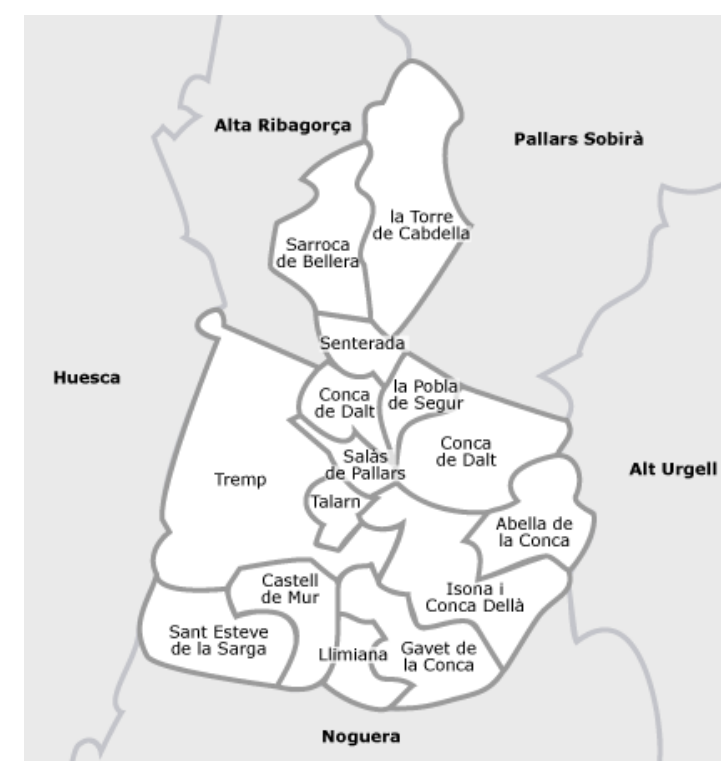 Alta Ribagorça
Pallars Sobirà
la Torre
de Cabdella
Sarroca
de Bellera
Senterada
Huesca
la Pobla
de Segur
Conca
de Dalt
Conca
de Dalt
Salàs
de Pallars
Alt Urgell
Tremp
Talarn
Abella de
la Conca
Castell
de Mur
Isona i
Conca Dellà
Sant Esteve
de la Sarga
Llimiana
Gavet de
la Conca
Noguera